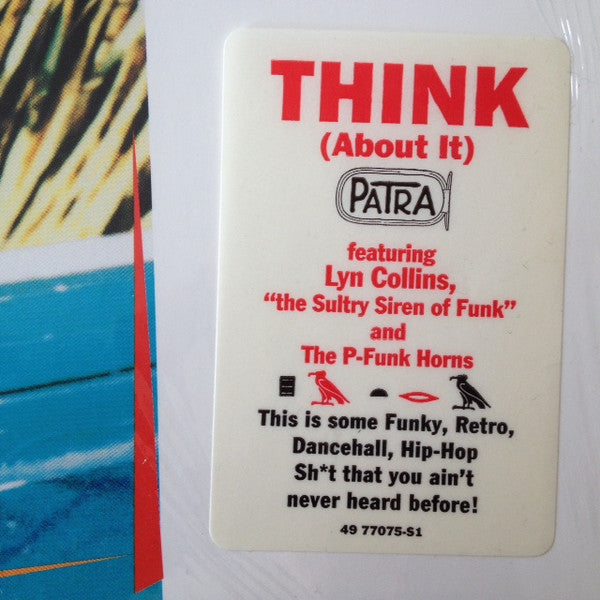 THINK
(About It)
PATRA
featuring
Lyn Collins,
“the Sultry Siren of Funk”
and
The P-Funk Horns
This is some Funky, Retro,
Dancehall, Hip-Hop
Sh*t that you ain’t
never heard before!
49 77075-S1